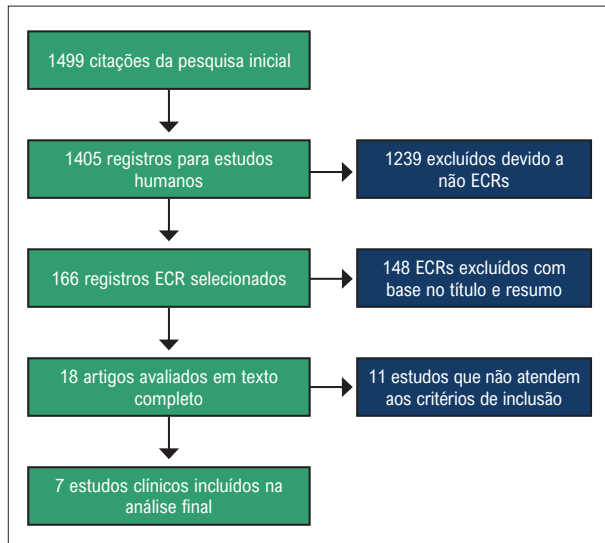 1499 citações da pesquisa inicial
1405 registros para estudos
humanos
1239 excluídos devido a
não ECRs
166 registros ECR selecionados
148 ECRs excluídos com
base no título e resumo
18 artigos avaliados em texto
completo
11 estudos que não atendem
aos critérios de inclusão
7 estudos clínicos incluídos na
análise final